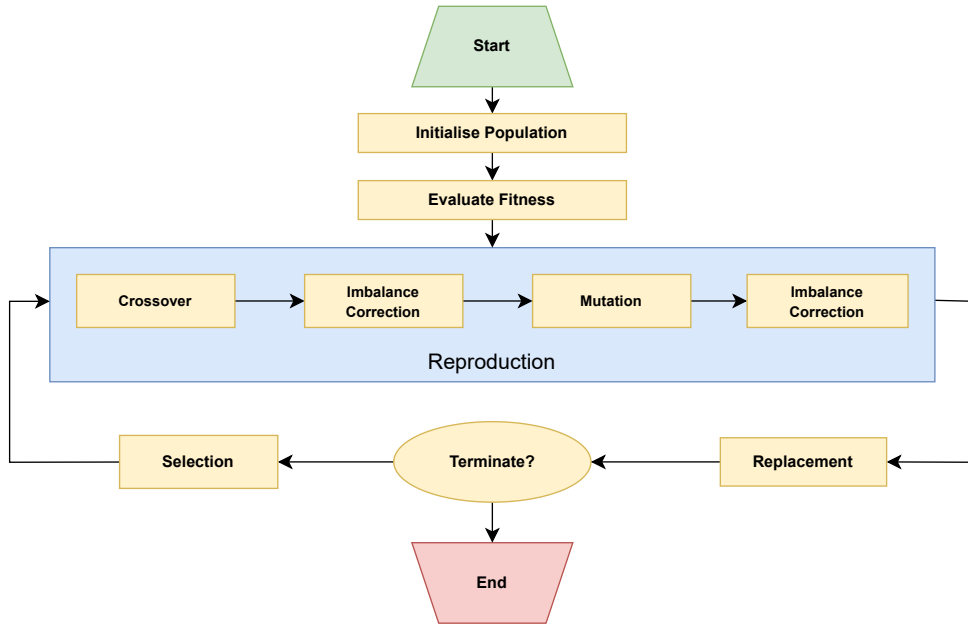 Start
Initialise Population
Evaluate Fitness
Crossover
Imbalance
Correction
Mutation
Imbalance
Correction
Reproduction
Selection
Terminate?
Replacement
End